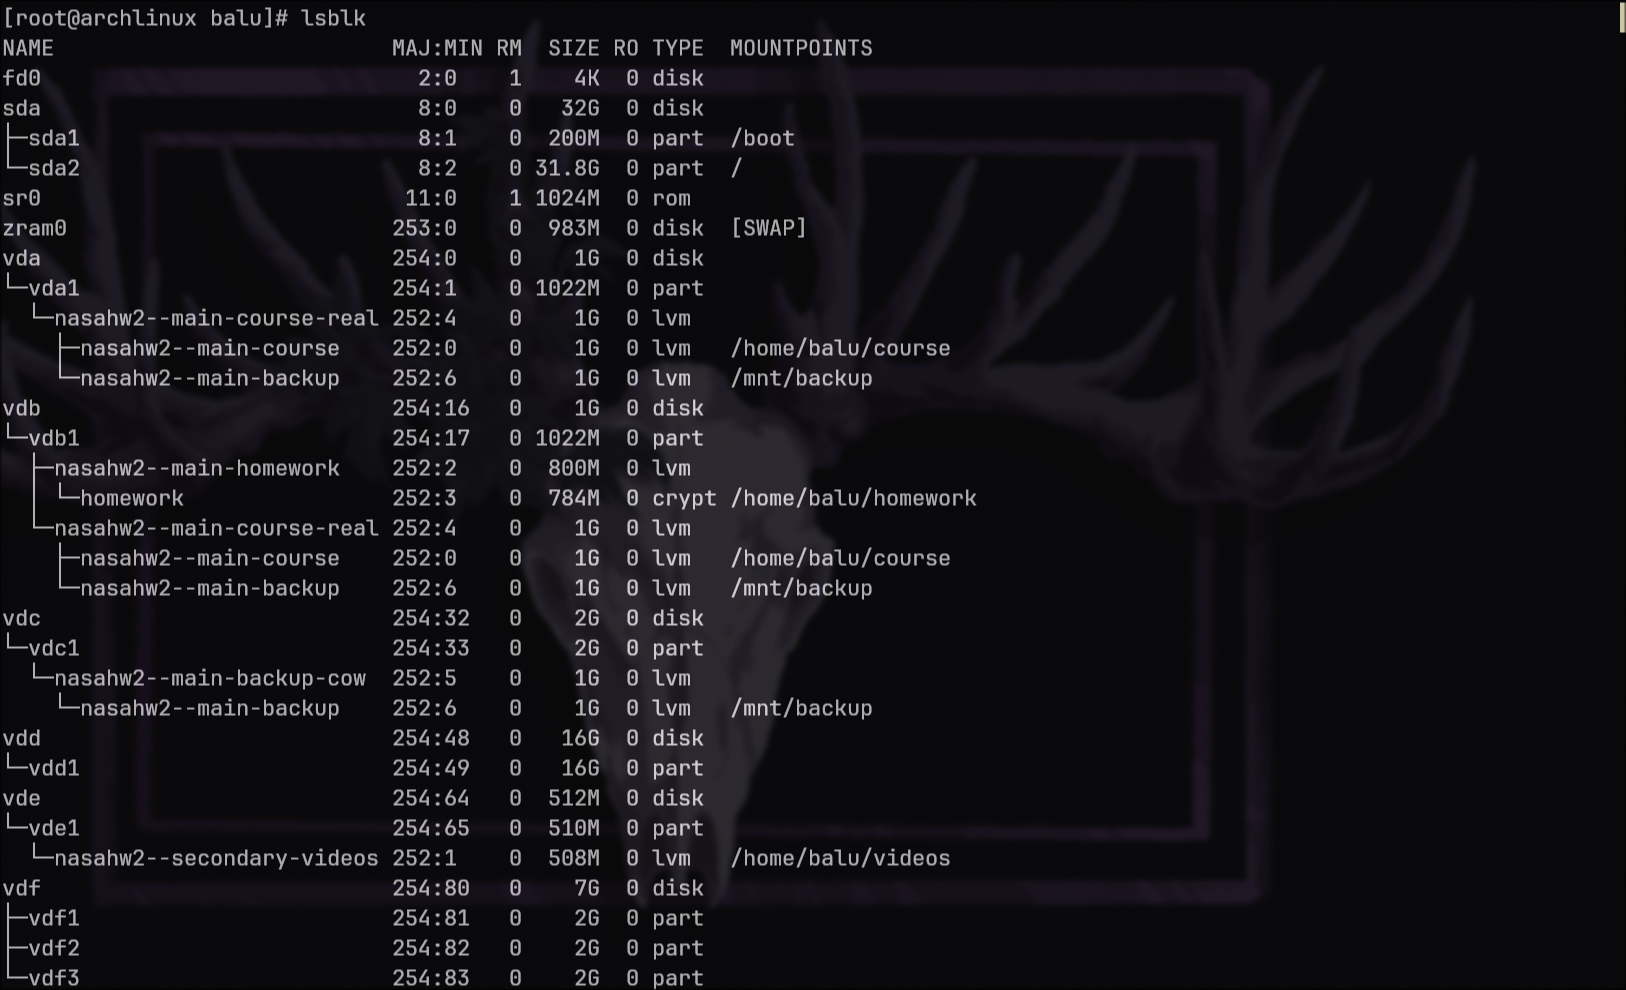 [root@archlinux balu]# lsblk
NAME                          MAJ:MIN RM  SIZE RO TYPE  MOUNTPOINTS
fd0                             2:0    1    4K  0 disk
sda                             8:0    0   32G  0 disk
├─sda1                          8:1    0  200M  0 part  /boot
└─sda2                          8:2    0 31.8G  0 part  /
sr0                            11:0    1 1024M  0 rom
zram0                         253:0    0  983M  0 disk  [SWAP]
vda                           254:0    0    1G  0 disk
└─vda1                        254:1    0 1022M  0 part
  └─nasahw2--main-course-real 252:4    0    1G  0 lvm
    ├─nasahw2--main-course    252:0    0    1G  0 lvm   /home/balu/course
    └─nasahw2--main-backup    252:6    0    1G  0 lvm   /mnt/backup
vdb                           254:16   0    1G  0 disk
└─vdb1                        254:17   0 1022M  0 part
  ├─nasahw2--main-homework    252:2    0  800M  0 lvm
  │ └─homework                252:3    0  784M  0 crypt /home/balu/homework
  └─nasahw2--main-course-real 252:4    0    1G  0 lvm
    ├─nasahw2--main-course    252:0    0    1G  0 lvm   /home/balu/course
    └─nasahw2--main-backup    252:6    0    1G  0 lvm   /mnt/backup
vdc                           254:32   0    2G  0 disk
└─vdc1                        254:33   0    2G  0 part
  └─nasahw2--main-backup-cow  252:5    0    1G  0 lvm
    └─nasahw2--main-backup    252:6    0    1G  0 lvm   /mnt/backup
vdd                           254:48   0   16G  0 disk
└─vdd1                        254:49   0   16G  0 part
vde                           254:64   0  512M  0 disk
└─vde1                        254:65   0  510M  0 part
  └─nasahw2--secondary-videos 252:1    0  508M  0 lvm   /home/balu/videos
vdf                           254:80   0    7G  0 disk
├─vdf1                        254:81   0    2G  0 part
├─vdf2                        254:82   0    2G  0 part
└─vdf3                        254:83   0    2G  0 part